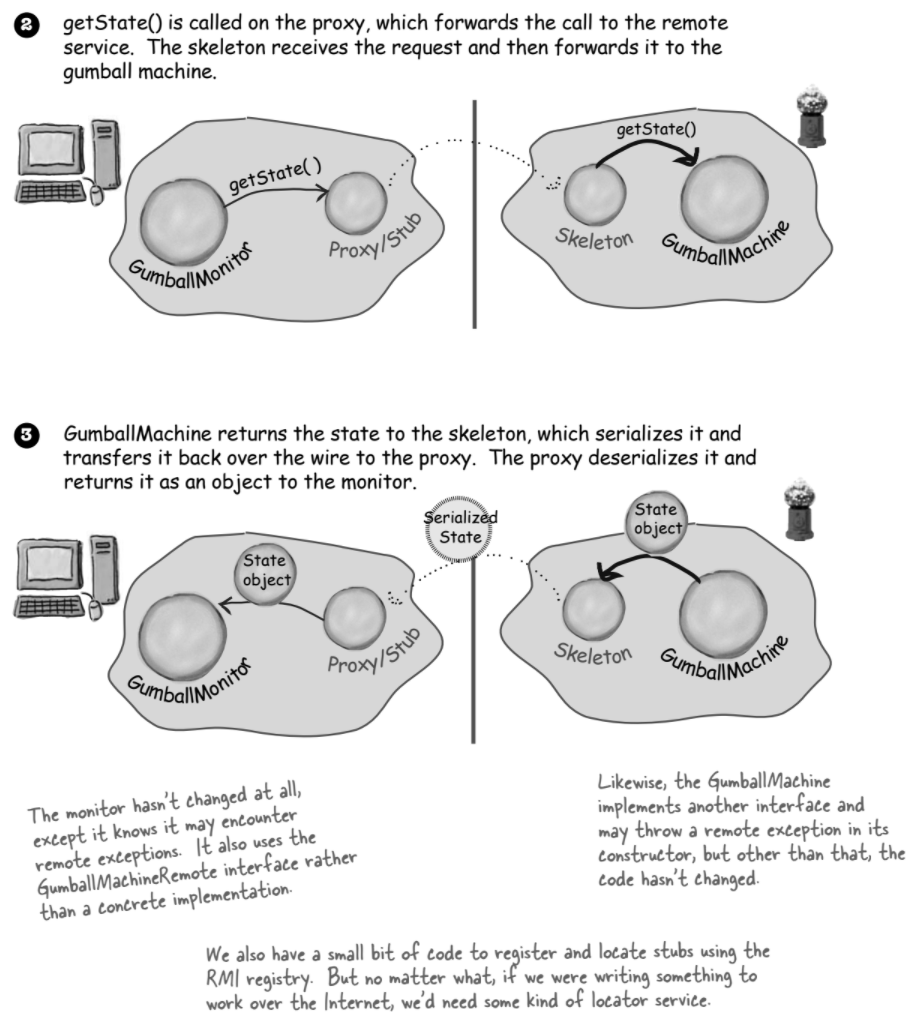 2 getState() is called on the proxy, which forwards the call to the remote
service. The skeleton receives the request and then forwards it to the
gumball machine.
getState()
getState( )
GumballMonitor
Proxy/Stub
Skeleton
GumballMachine
3 GumballMachine returns the state to the skeleton, which serializes it and
transfers it back over the wire to the proxy. The proxy deserializes it and
returns it as an object to the monitor.
Serialized
State
State
object
State
object
GumballMonitor
Proxy/Stub
Skeleton
GumballMachine
The monitor hasn't changed at all,
except it knows it may encounter
remote exceptions. It also uses the
GumballMachineRemote interface rather
than a concrete implementation.
Likewise, the GumballMachine
implements another interface and
may throw a remote exception in its
constructor, but other than that, the
code hasn't changed.
We also have a small bit of code to register and locate stubs using the
RMI registry. But no matter what, if we were writing something to
work over the Internet, we'd need some kind of locator service.